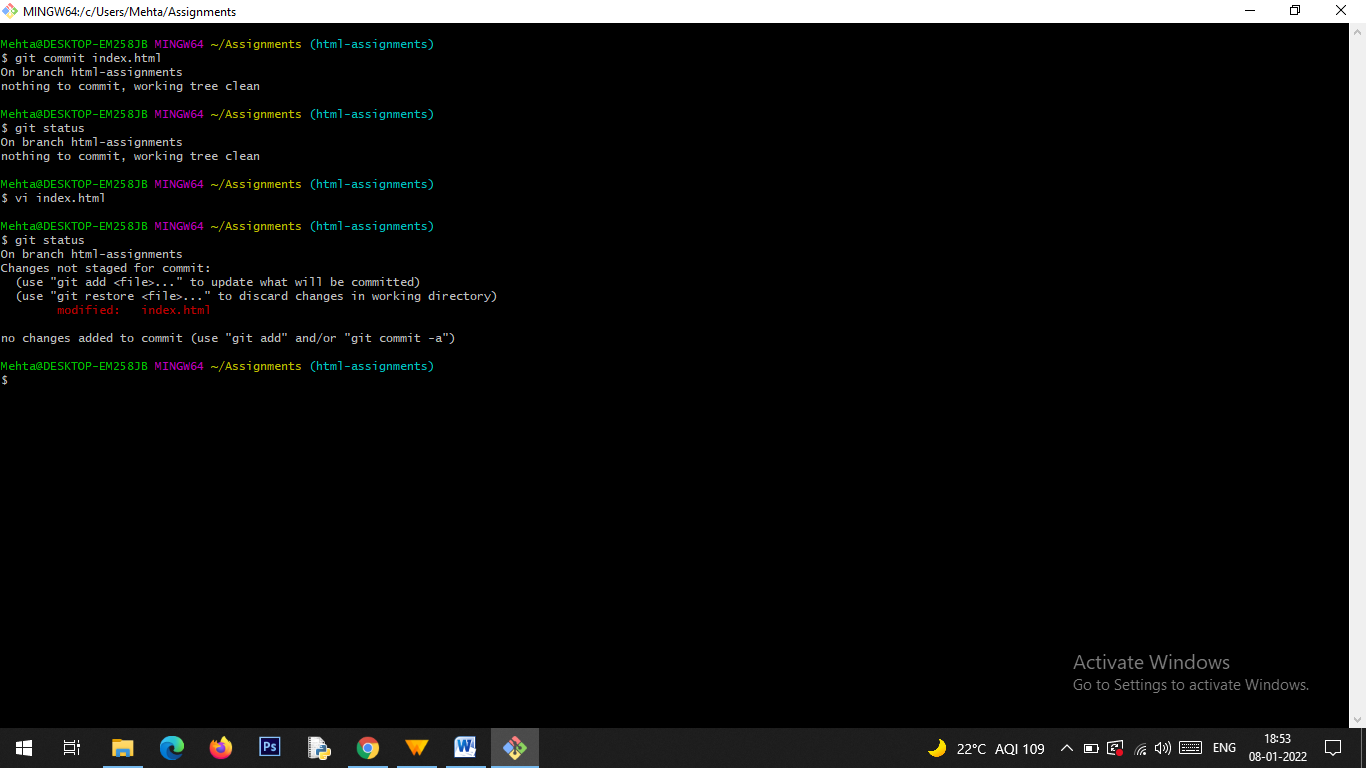 MINGW64:/c/Users/Mehta/Assignments
Mehta@DESKTOP-EM258JB MINGW64 ~/Assignments (html-assignments)
$ git commit index.html
On branch html-assignments
nothing to commit, working tree clean
Mehta@DESKTOP-EM258JB MINGW64 ~/Assignments (html-assignments)
$ git status
On branch html-assignments
nothing to commit, working tree clean
Mehta@DESKTOP-EM258JB MINGW64 ~/Assignments (html-assignments)
$ vi index.html
Mehta@DESKTOP-EM258JB MINGW64 ~/Assignments (html-assignments)
$ git status
On branch html-assignments
Changes not staged for commit:
  (use "git add <file>..." to update what will be committed)
  (use "git restore <file>..." to discard changes in working directory)
        modified:   index.html
no changes added to commit (use "git add" and/or "git commit -a")
Mehta@DESKTOP-EM258JB MINGW64 ~/Assignments (html-assignments)
$
Activate Windows
Go to Settings to activate Windows.
Ps
W
22°C AQI 109
ENG
18:53
08-01-2022